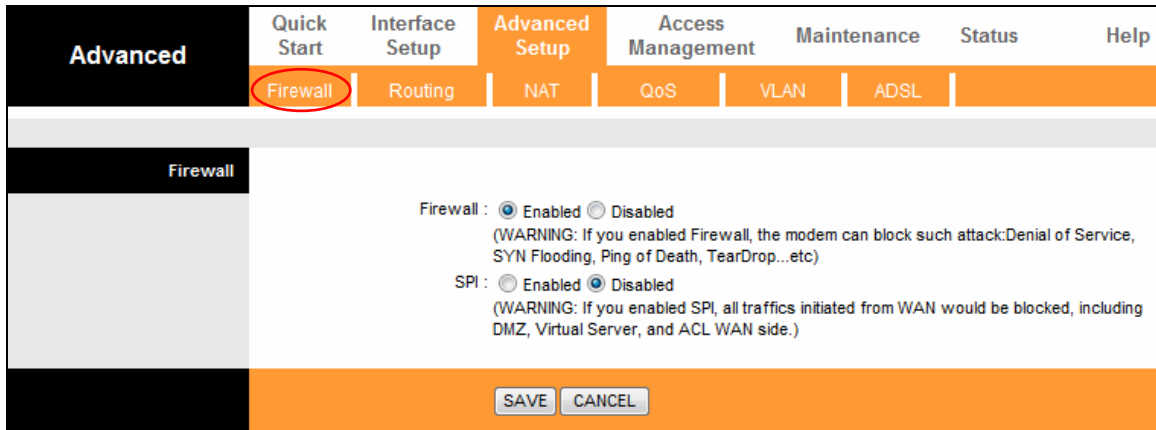 Advanced
Quick Start
Interface Setup
Advanced Setup
Access Management
Maintenance
Status
Help
Firewall
Routing
NAT
QoS
VLAN
ADSL
Firewall
Firewall : Enabled Disabled
(WARNING: If you enabled Firewall, the modem can block such attack:Denial of Service,
SYN Flooding, Ping of Death, TearDrop...etc)
SPI : Enabled Disabled
(WARNING: If you enabled SPI, all traffics initiated from WAN would be blocked, including
DMZ, Virtual Server, and ACL WAN side.)
SAVE CANCEL